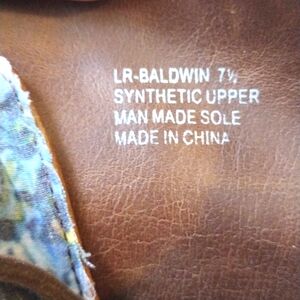 LR-BALDWIN 7½
SYNTHETIC UPPER
MAN MADE SOLE
MADE IN CHINA